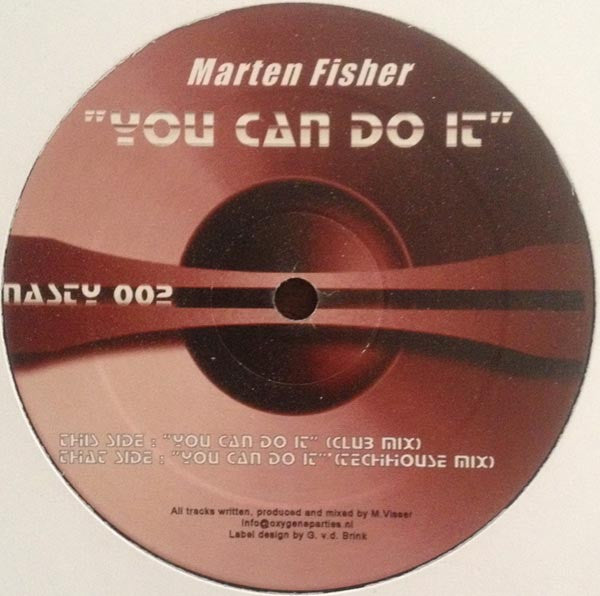 Marten Fisher
"YOU CAN DO IT"
NASTY 002
THIS SIDE : "YOU CAN DO IT" (CLUB MIX)
THAT SIDE : "YOU CAN DO IT"(TECHHOUSE MIX)
All tracks written, produced and mixed by M.Visser
info@oxygeneparties.nl
Label design by G. v.d. Brink